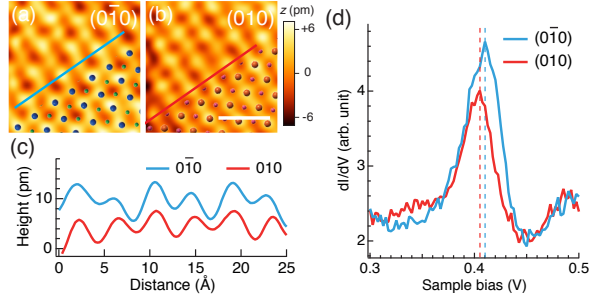 (a)
(01̄0)
(b)
(010)
z (pm)
+6
0
-6
(c)
01̄0
010
Height (pm)
10
0
0
5
10
15
20
25
Distance (Å)
(d)
(01̄0)
(010)
dI/dV (arb. unit)
4
3
2
0.3
0.4
0.5
Sample bias (V)